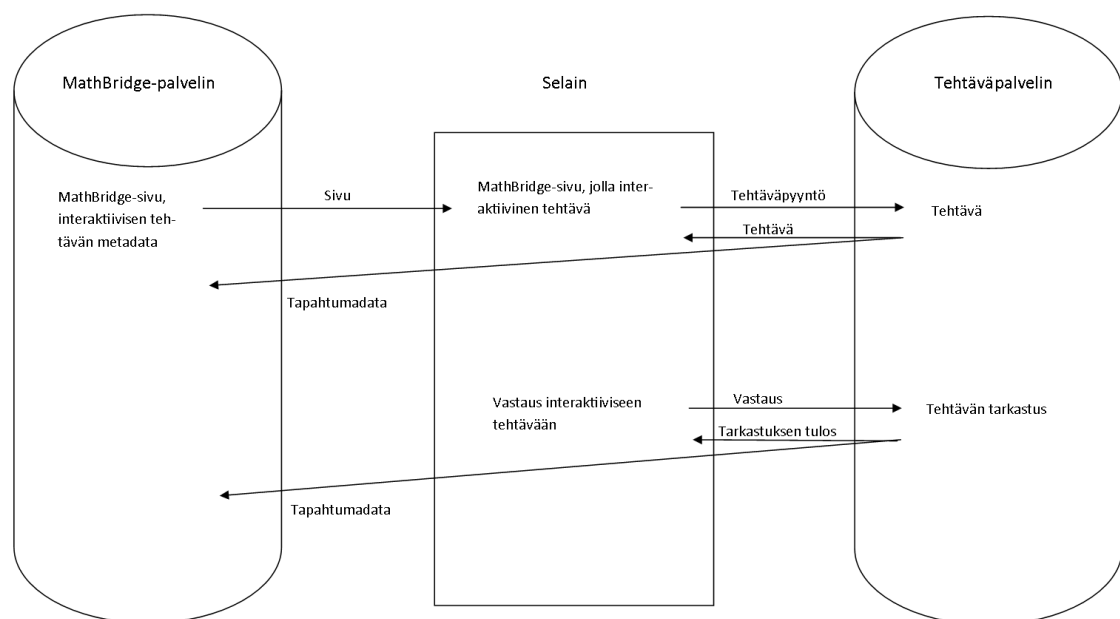 MathBridge-palvelin
Selain
Tehtäväpalvelin
MathBridge-sivu,
interaktiivisen teh-
tävän metadata
Sivu
MathBridge-sivu, jolla inter-
aktiivinen tehtävä
Tehtäväpyyntö
Tehtävä
Tehtävä
Tapahtumadata
Vastaus interaktiiviseen
tehtävään
Vastaus
Tehtävän tarkastus
Tarkastuksen tulos
Tapahtumadata